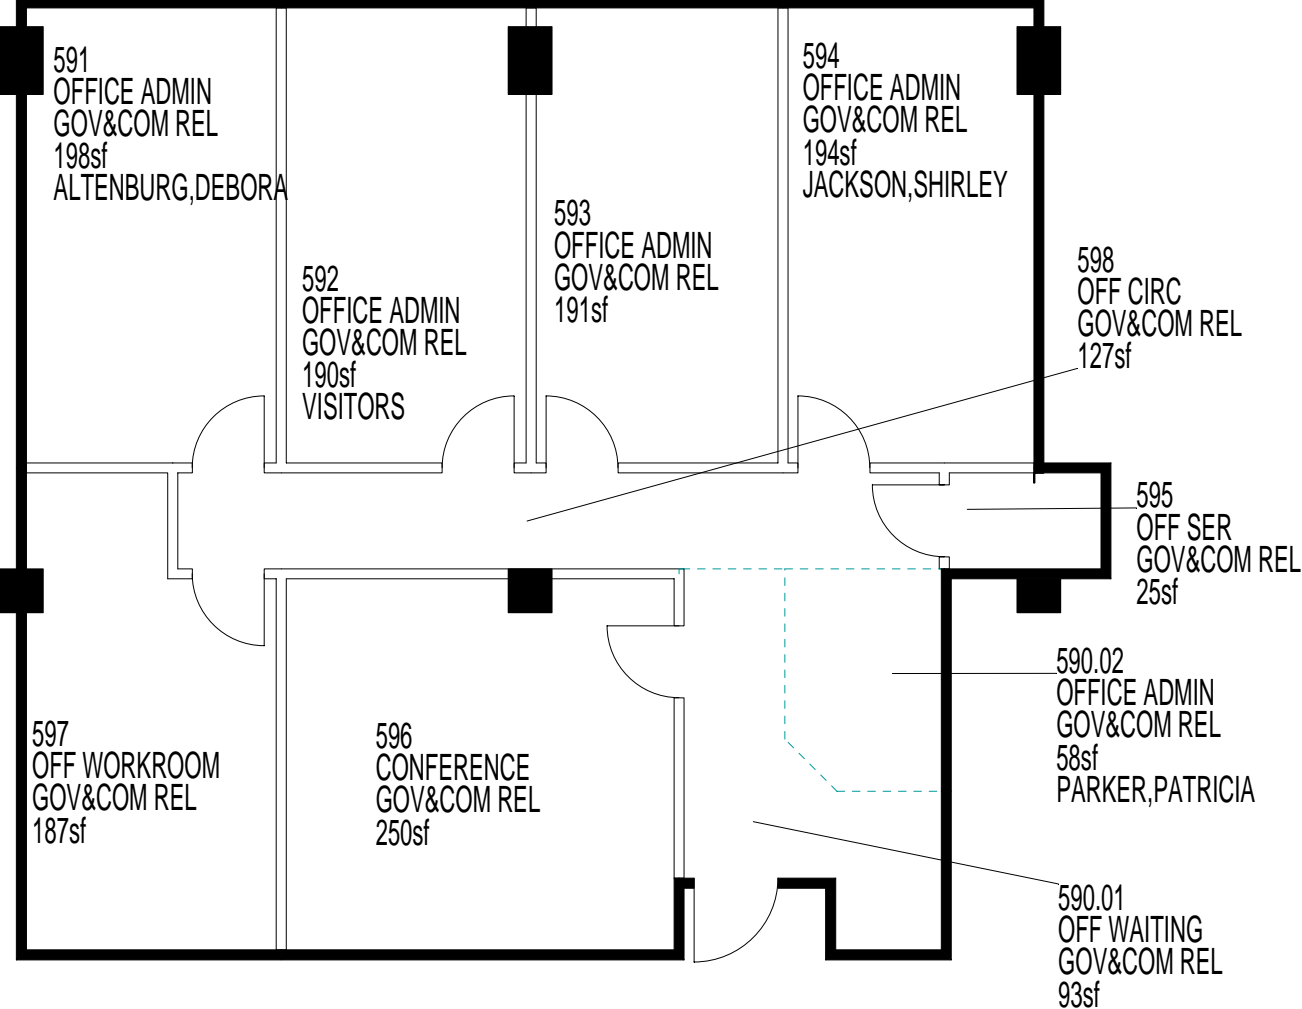 591
OFFICE ADMIN
GOV&COM REL
198sf
ALTENBURG,DEBORA
592
OFFICE ADMIN
GOV&COM REL
190sf
VISITORS
593
OFFICE ADMIN
GOV&COM REL
191sf
594
OFFICE ADMIN
GOV&COM REL
194sf
JACKSON,SHIRLEY
598
OFF CIRC
GOV&COM REL
127sf
595
OFF SER
GOV&COM REL
25sf
590.02
OFFICE ADMIN
GOV&COM REL
58sf
PARKER,PATRICIA
597
OFF WORKROOM
GOV&COM REL
187sf
596
CONFERENCE
GOV&COM REL
250sf
590.01
OFF WAITING
GOV&COM REL
93sf